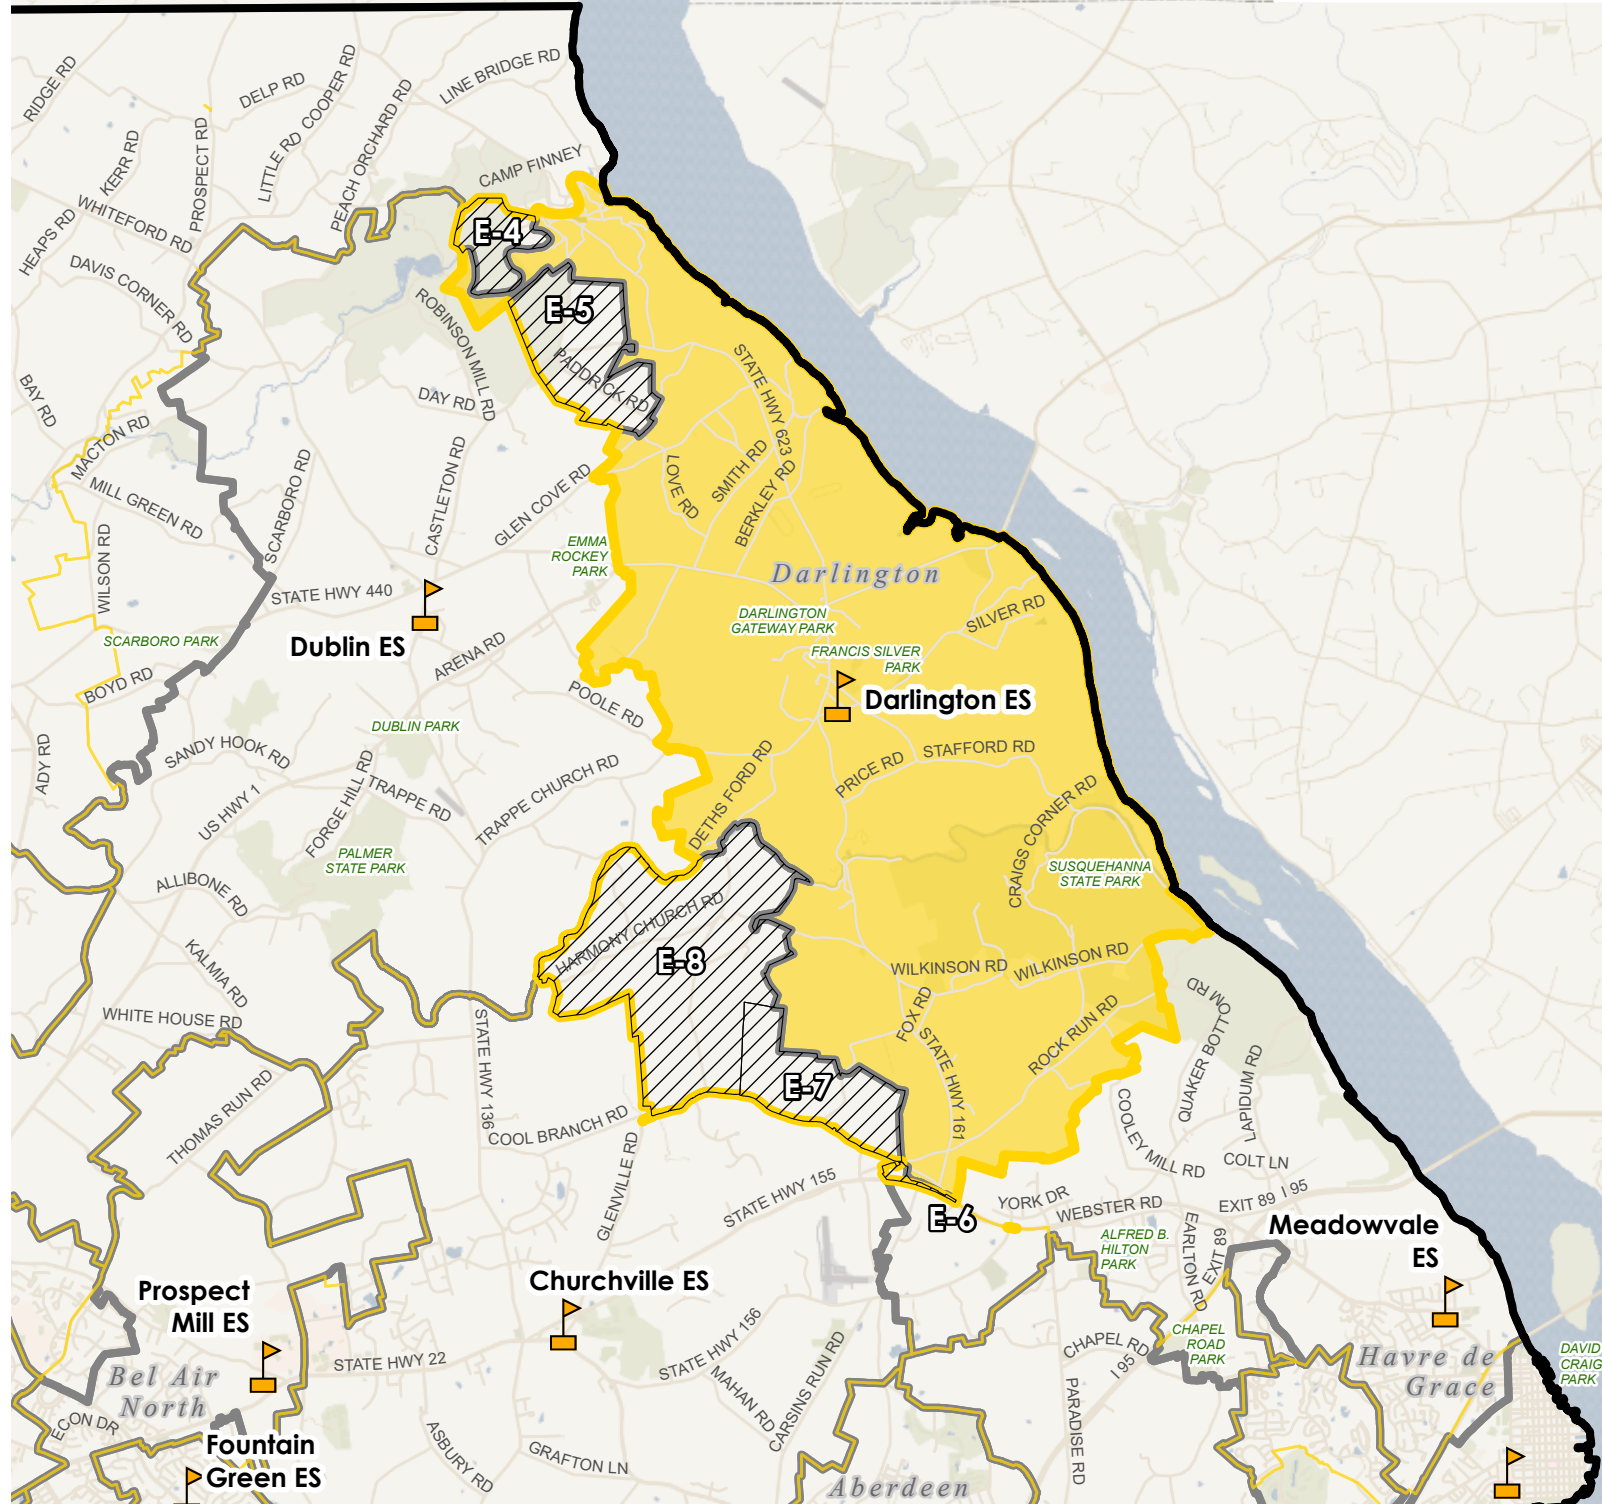 RIDGE RD
DELP RD
COOPER RD
LINE BRIDGE RD
KERR RD
PROSPECT RD
LITTLE RD
PEACH ORCHARD RD
CAMP FINNEY
WHITEFORD RD
HEAPS RD
E-4
DAVIS CORNER RD
ROBINSON MILL RD
E-5
PADDRICK RD
STATE HWY 623
BAY RD
DAY RD
MACTON RD
MILL GREEN RD
SCARBORO RD
CASTLETON RD
GLEN COVE RD
LOVE RD
SMITH RD
BERKLEY RD
WILSON RD
EMMA
ROCKEY
PARK
Darlington
STATE HWY 440
DARLINGTON
GATEWAY PARK
SILVER RD
SCARBORO PARK
Dublin ES
ARENA RD
FRANCIS SILVER
PARK
BOYD RD
POOLE RD
Darlington ES
DUBLIN PARK
ADY RD
SANDY HOOK RD
US HWY 1
FORGE HILL RD
TRAPPE RD
TRAPPE CHURCH RD
DETHS FORD RD
PRICE RD
STAFFORD RD
CRAIGS CORNER RD
PALMER
STATE PARK
SUSQUEHANNA
STATE PARK
ALLIBONE RD
HARMONY CHURCH RD
E-8
KALMIA RD
WILKINSON RD
WILKINSON RD
WHITE HOUSE RD
STATE HWY 136
FOX RD
STATE HWY 161
ROCK RUN RD
QUAKER BOTTOM RD
LAPIDUM RD
THOMAS RUN RD
E-7
COOL BRANCH RD
GLENVILLE RD
COOLEY MILL RD
COLT LN
STATE HWY 155
E-6
YORK DR
WEBSTER RD
EXIT 89 I 95
ALFRED B.
HILTON
PARK
EARLTON RD
EXIT 89
Meadowvale
ES
Prospect
Mill ES
Churchville ES
STATE HWY 156
STATE HWY 22
MAHAN RD
CARSINS RUN RD
CHAPEL RD
I 95
CHAPEL
ROAD
PARK
Havre de
Grace
DAVID
CRAIG
PARK
Bel Air
North
ECON DR
Fountain
Green ES
ASBURY RD
GRAFTON LN
PARADISE RD
Aberdeen